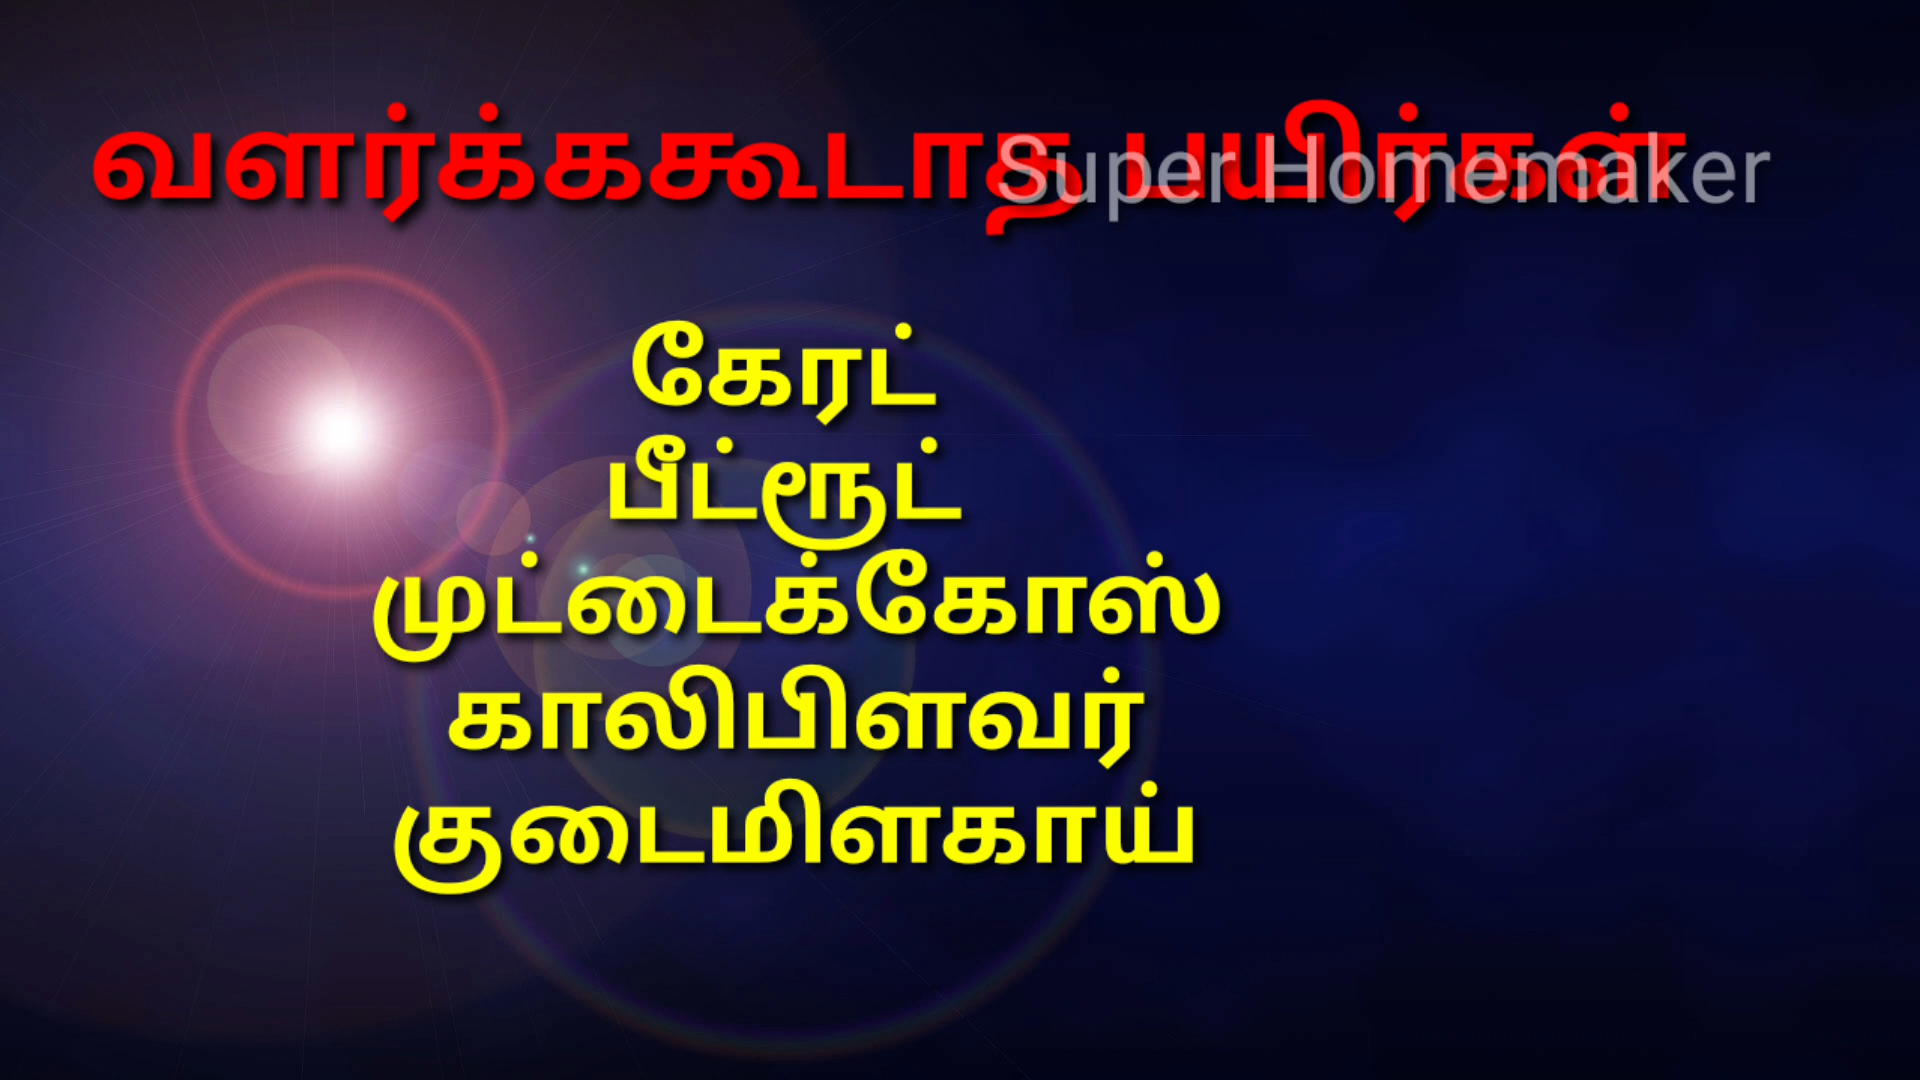 வளர்க்ககூடாத பயிர்கள்
Super Homemaker
கேரட்
பீட்ரூட்
முட்டைக்கோஸ்
காலிபிளவர்
குடைமிளகாய்